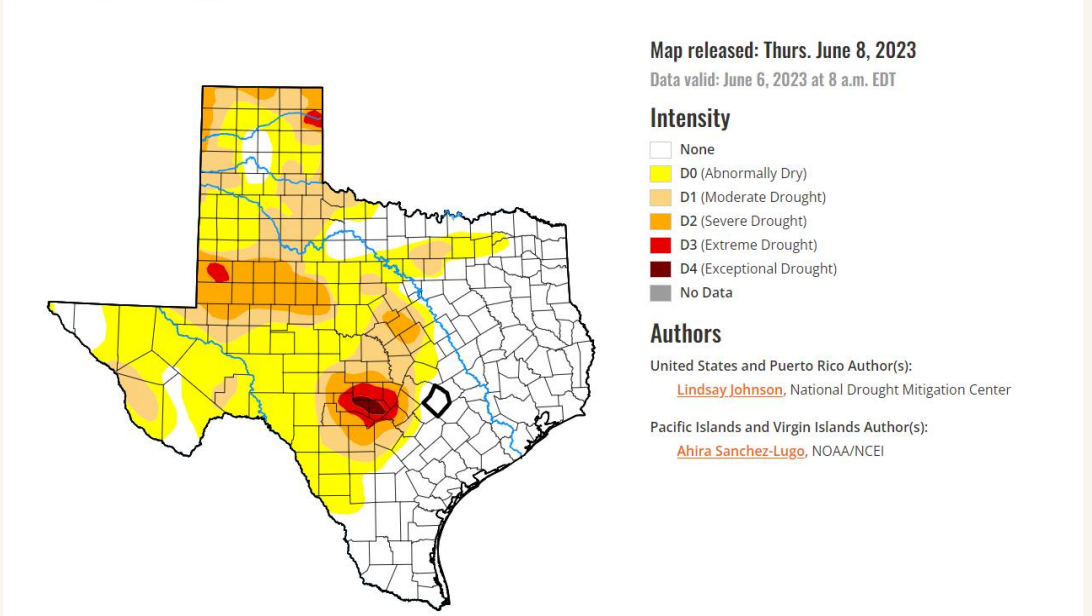 Map released: Thurs. June 8, 2023
Data valid: June 6, 2023 at 8 a.m. EDT
Intensity
None
D0 (Abnormally Dry)
D1 (Moderate Drought)
D2 (Severe Drought)
D3 (Extreme Drought)
D4 (Exceptional Drought)
No Data
Authors
United States and Puerto Rico Author(s):
Lindsay Johnson, National Drought Mitigation Center
Pacific Islands and Virgin Islands Author(s):
Ahira Sanchez-Lugo, NOAA/NCEI